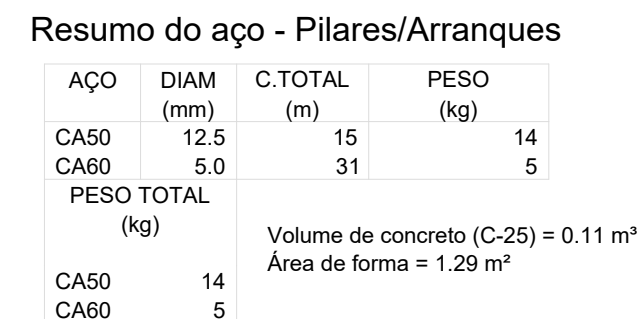 Resumo do aço - Pilares/Arranques
AÇO DIAM C.TOTAL PESO
(mm) (m) (kg)
CA50 12.5 15 14
CA60 5.0 31 5
PESO TOTAL
(kg)
Volume de concreto (C-25) = 0.11 m³
Área de forma = 1.29 m²
CA50 14
CA60 5